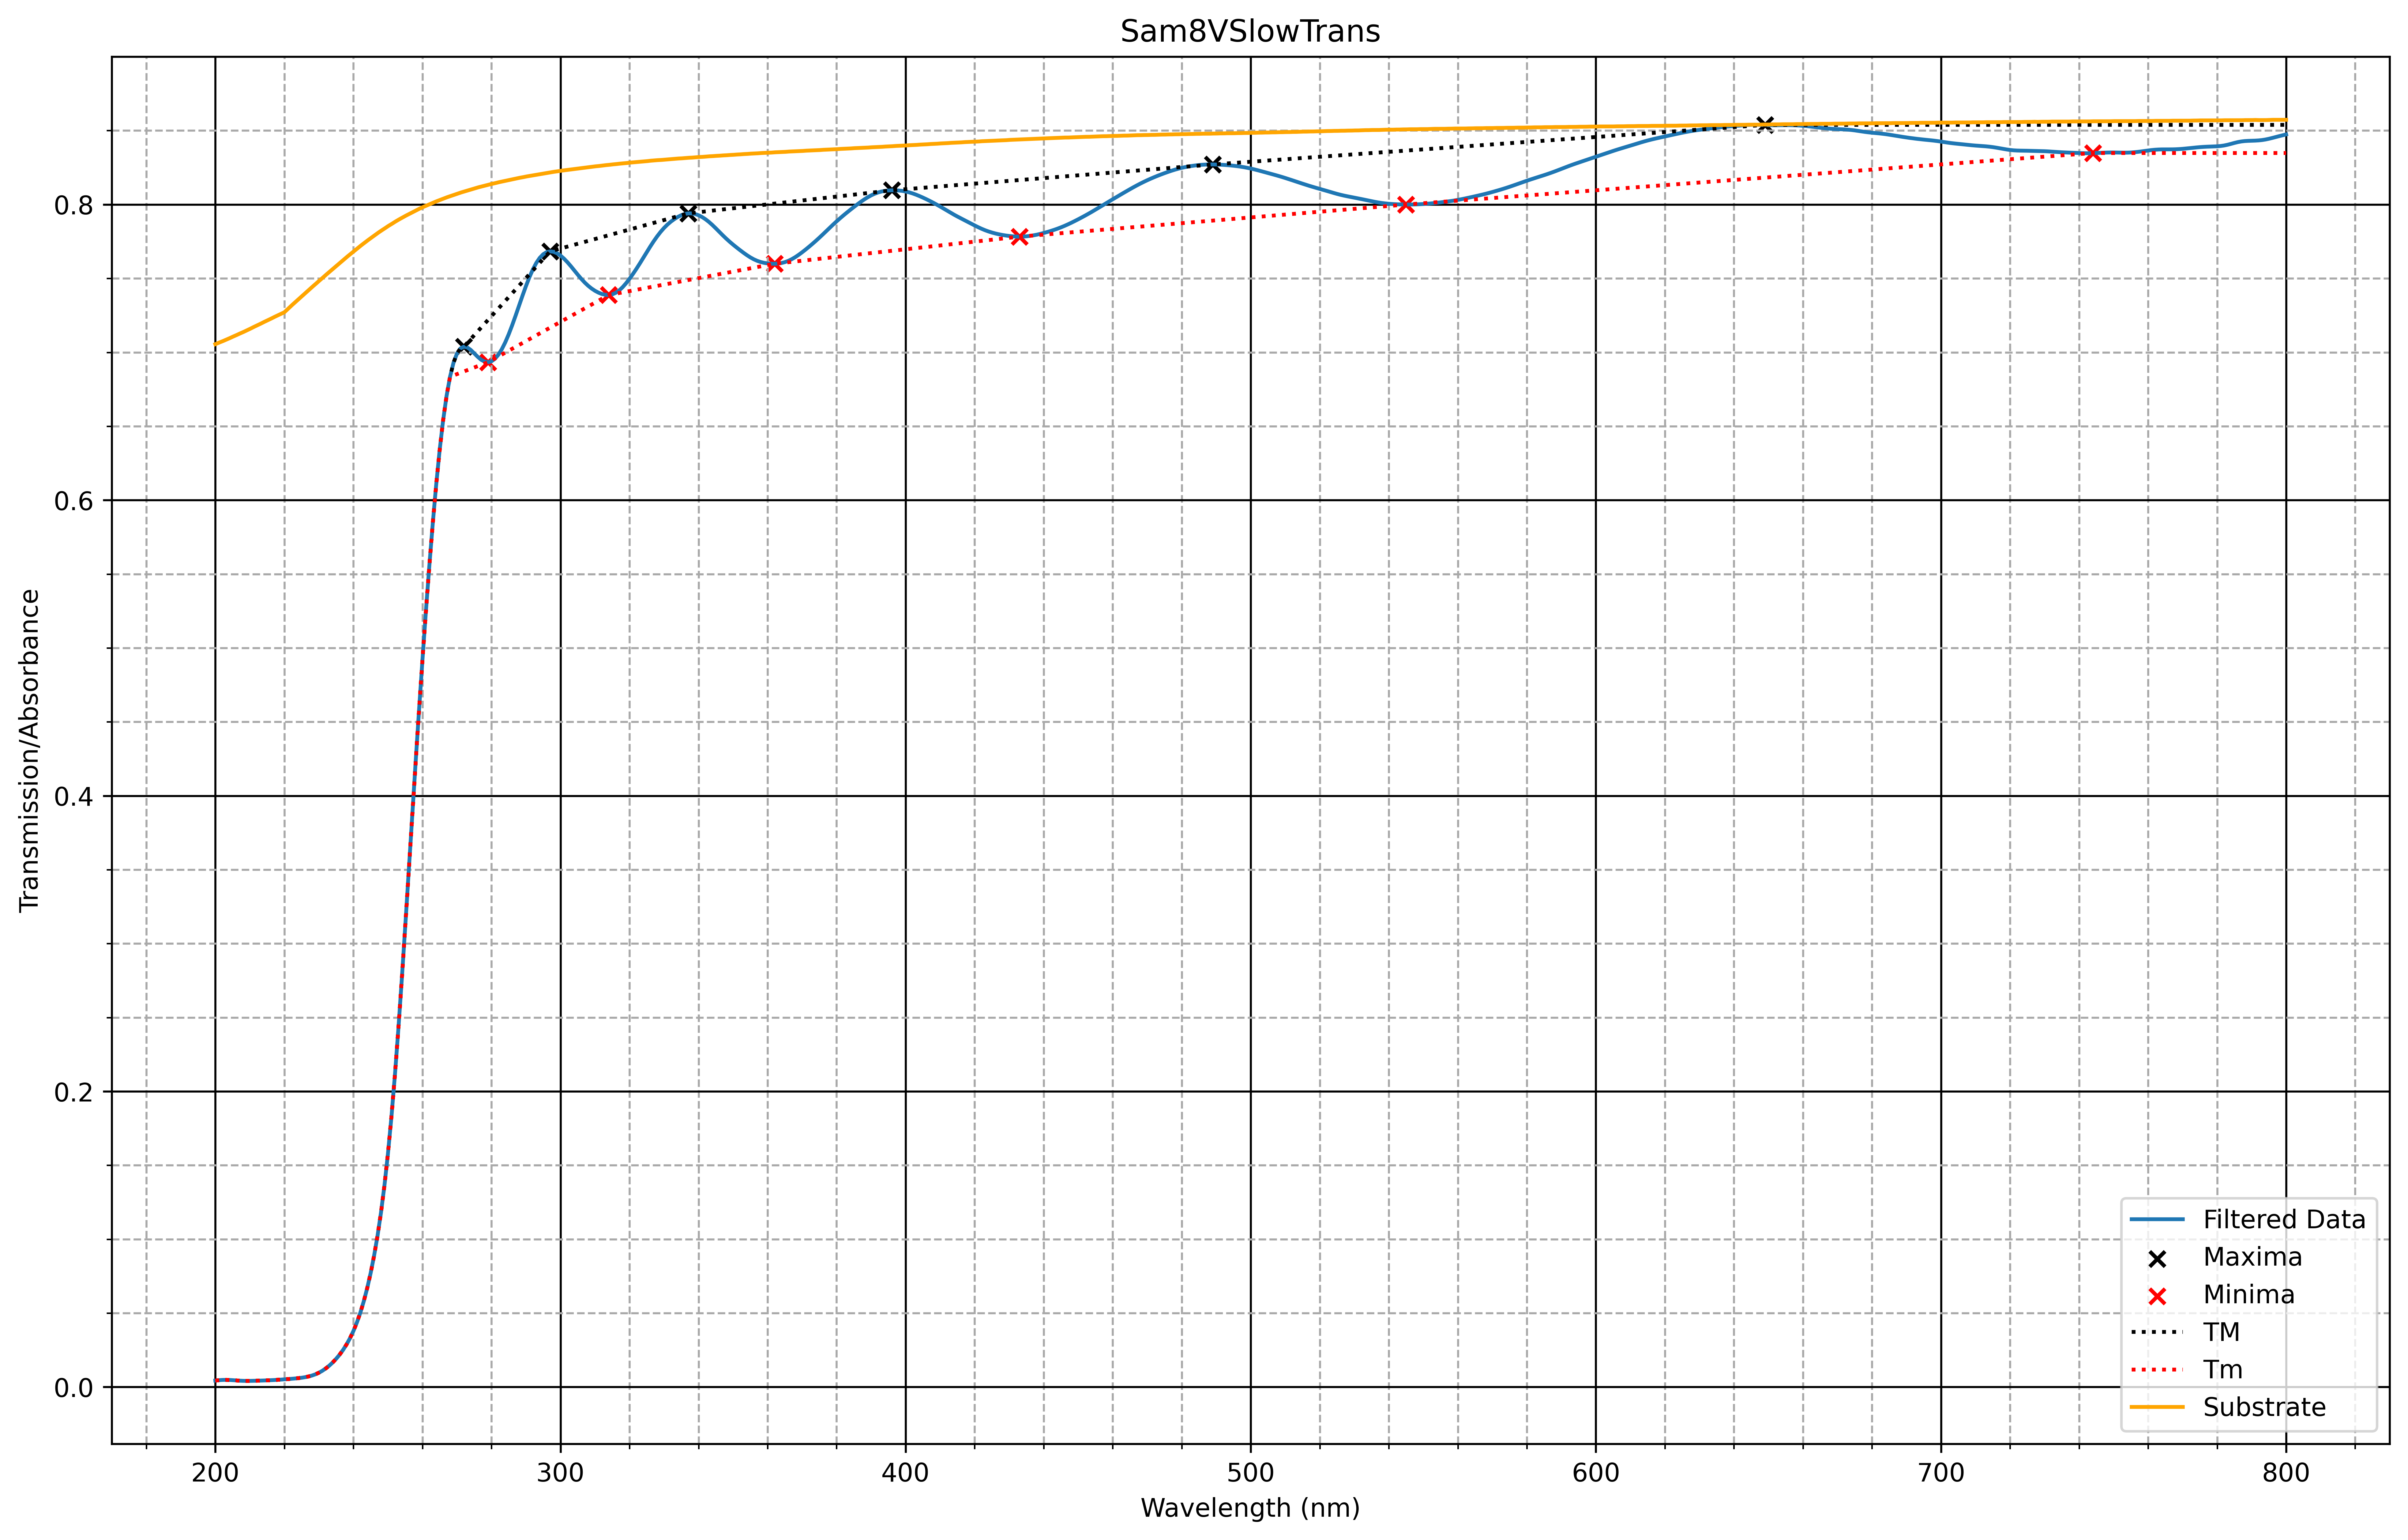 Sam8VSlowTrans
Transmission/Absorbance
0.8
0.6
0.4
0.2
0.0
200 300 400 500 600 700 800
Wavelength (nm)
Filtered Data
Maxima
Minima
TM
Tm
Substrate